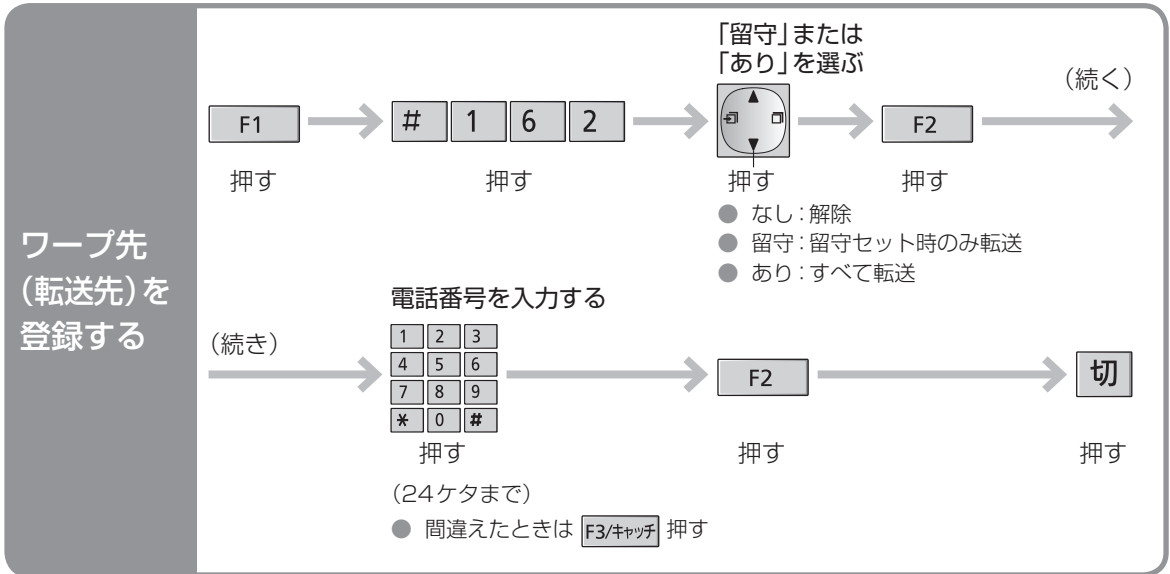 ワープ先
(転送先)を
登録する
「留守」または
「あり」を選ぶ
(続く)
F1
# 1 6 2
F2
押す
押す
押す
押す
● なし:解除
● 留守:留守セット時のみ転送
● あり:すべて転送
(続き)
電話番号を入力する
1 2 3
4 5 6
7 8 9
* 0 #
F2
切
押す
押す
押す
(24ケタまで)
● 間違えたときは F3/キャッチ 押す